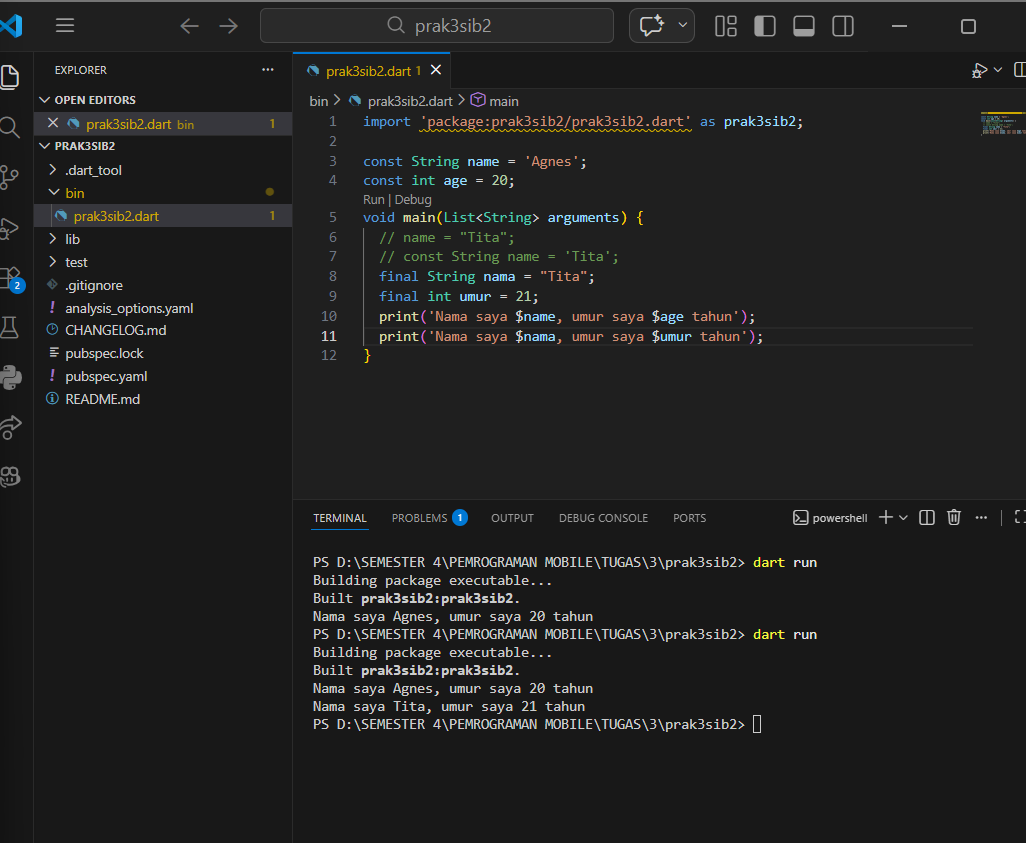 prak3sib2
EXPLORER
OPEN EDITORS
prak3sib2.dart bin 1
PRAK3SIB2
.dart_tool
bin
prak3sib2.dart 1
lib
test
.gitignore
! analysis_options.yaml
CHANGELOG.md
pubspec.lock
! pubspec.yaml
README.md
2
prak3sib2.dart 1
bin > prak3sib2.dart > main
1 import 'package:prak3sib2/prak3sib2.dart' as prak3sib2;
2
3 const String name = 'Agnes';
4 const int age = 20;
Run | Debug
5 void main(List<String> arguments) {
6 // name = "Tita";
7 // const String name = 'Tita';
8 final String nama = "Tita";
9 final int umur = 21;
10 print('Nama saya $name, umur saya $age tahun');
11 print('Nama saya $nama, umur saya $umur tahun');
12 }
TERMINAL PROBLEMS 1 OUTPUT DEBUG CONSOLE PORTS powershell
PS D:\SEMESTER 4\PEMROGRAMAN MOBILE\TUGAS\3\prak3sib2> dart run
Building package executable...
Built prak3sib2:prak3sib2.
Nama saya Agnes, umur saya 20 tahun
PS D:\SEMESTER 4\PEMROGRAMAN MOBILE\TUGAS\3\prak3sib2> dart run
Building package executable...
Built prak3sib2:prak3sib2.
Nama saya Agnes, umur saya 20 tahun
Nama saya Tita, umur saya 21 tahun
PS D:\SEMESTER 4\PEMROGRAMAN MOBILE\TUGAS\3\prak3sib2>